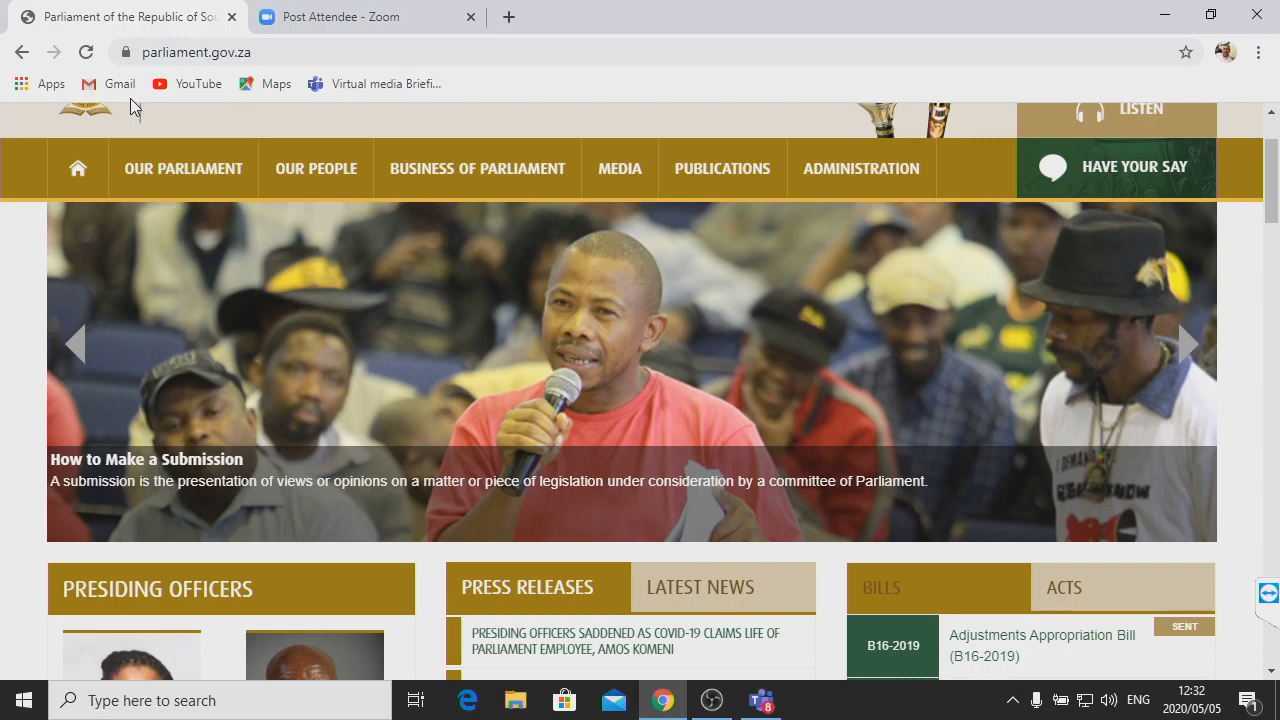 Parliament of the Republic of Sou
Post Attendee - Zoom
parliament.gov.za
Apps
Gmail
YouTube
Maps
Virtual media Briefi...
LISTEN
OUR PARLIAMENT
OUR PEOPLE
BUSINESS OF PARLIAMENT
MEDIA
PUBLICATIONS
ADMINISTRATION
HAVE YOUR SAY
How to Make a Submission
A submission is the presentation of views or opinions on a matter or piece of legislation under consideration by a committee of Parliament.
PRESIDING OFFICERS
PRESS RELEASES
LATEST NEWS
PRESIDING OFFICERS SADDENED AS COVID-19 CLAIMS LIFE OF
PARLIAMENT EMPLOYEE, AMOS KOMENI
BILLS
ACTS
B16-2019
Adjustments Appropriation Bill
(B16-2019)
SENT
Type here to search
8
ENG
12:32
2020/05/05
1